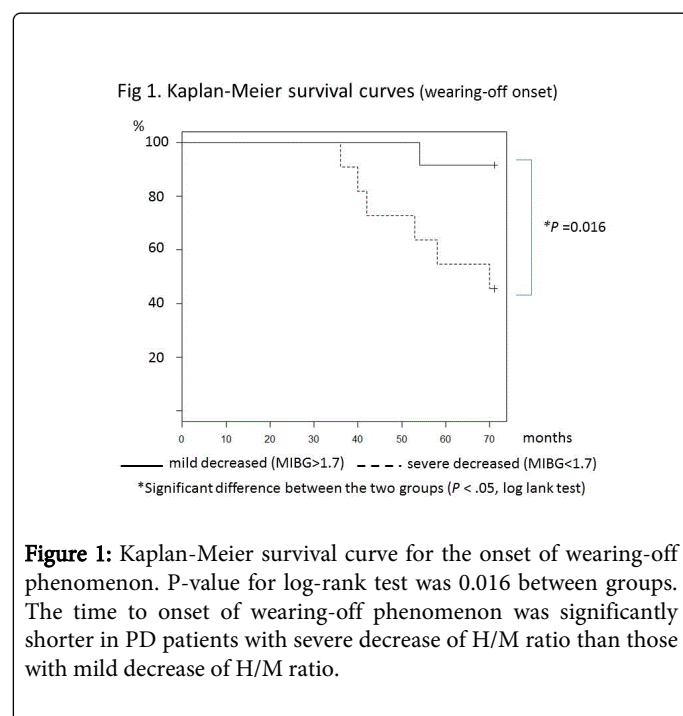 Fig 1. Kaplan-Meier survival curves (wearing-off onset)
%
100
80
60
40
20
*P =0.016
0 10 20 30 40 50 60 70 months
mild decreased (MIBG>1.7) severe decreased (MIBG<1.7)
*Significant difference between the two groups (P < .05, log lank test)
Figure 1: Kaplan-Meier survival curve for the onset of wearing-off
phenomenon. P-value for log-rank test was 0.016 between groups.
The time to onset of wearing-off phenomenon was significantly
shorter in PD patients with severe decrease of H/M ratio than those
with mild decrease of H/M ratio.